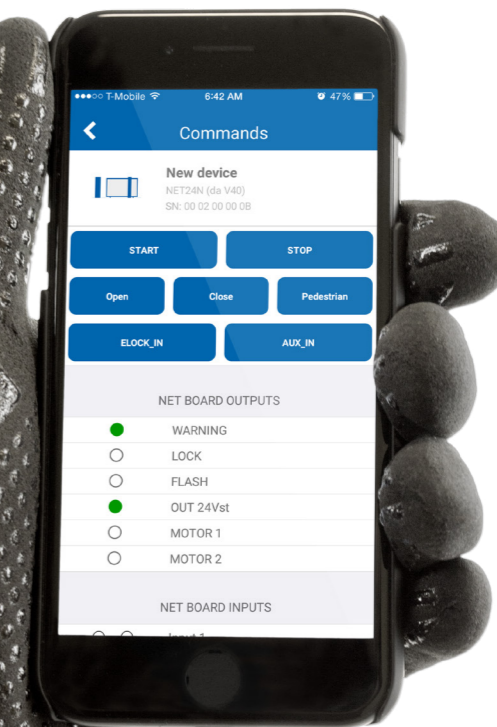 T-Mobile 6:42 AM 47%
Commands
New device
NET24N (da V40)
SN: 00 02 00 00 0B
START STOP
Open Close Pedestrian
ELOCK_IN AUX_IN
NET BOARD OUTPUTS
WARNING
LOCK
FLASH
OUT 24Vst
MOTOR 1
MOTOR 2
NET BOARD INPUTS
Input 1